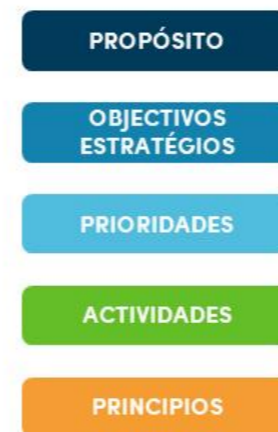 PROPÓSITO
OBJECTIVOS
ESTRATÉGIOS
PRIORIDADES
ACTIVIDADES
PRINCIPIOS